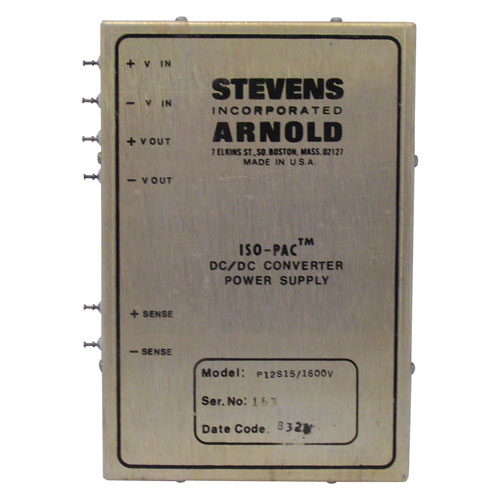 + V IN
- V IN
+ V OUT
- V OUT
+ SENSE
- SENSE
STEVENS
INCORPORATED
ARNOLD
7 ELKINS ST., SO. BOSTON, MASS. 02127
MADE IN U.S.A.
ISO-PAC™
DC/DC CONVERTER
POWER SUPPLY
Model: P12S15/1600V
Ser. No: 163
Date Code.